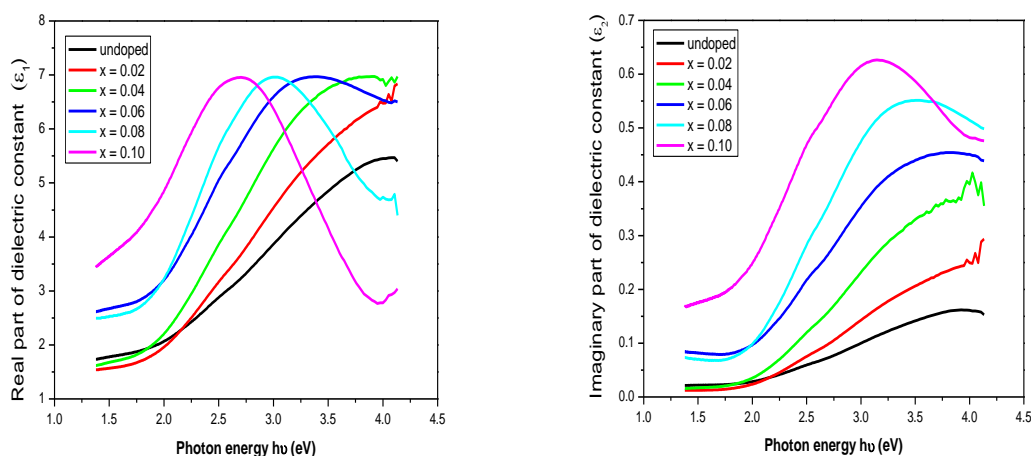 Real part of dielectric constant (ε₁)
8
7
6
5
4
3
2
1
undoped
x = 0.02
x = 0.04
x = 0.06
x = 0.08
x = 0.10
1.0 1.5 2.0 2.5 3.0 3.5 4.0 4.5
Photon energy hυ (eV)
Imaginary part of dielectric constant (ε₂)
0.7
0.6
0.5
0.4
0.3
0.2
0.1
0.0
undoped
x = 0.02
x = 0.04
x = 0.06
x = 0.08
x = 0.10
1.0 1.5 2.0 2.5 3.0 3.5 4.0 4.5
Photon energy hυ (eV)